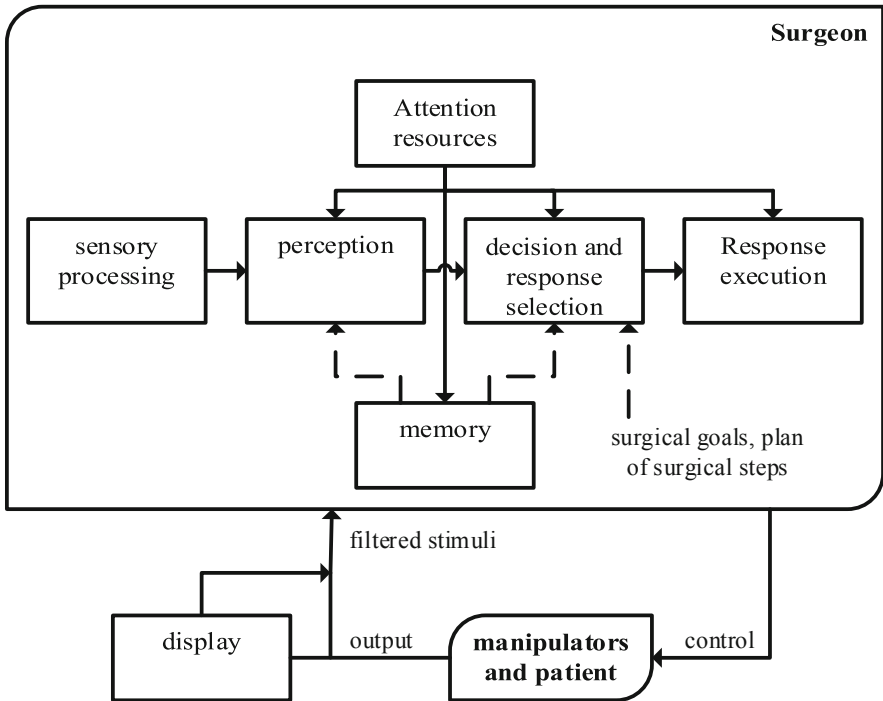 Surgeon
Attention
resources
sensory
processing
perception
decision and
response
selection
Response
execution
memory
surgical goals, plan
of surgical steps
filtered stimuli
display
output
manipulators
and patient
control